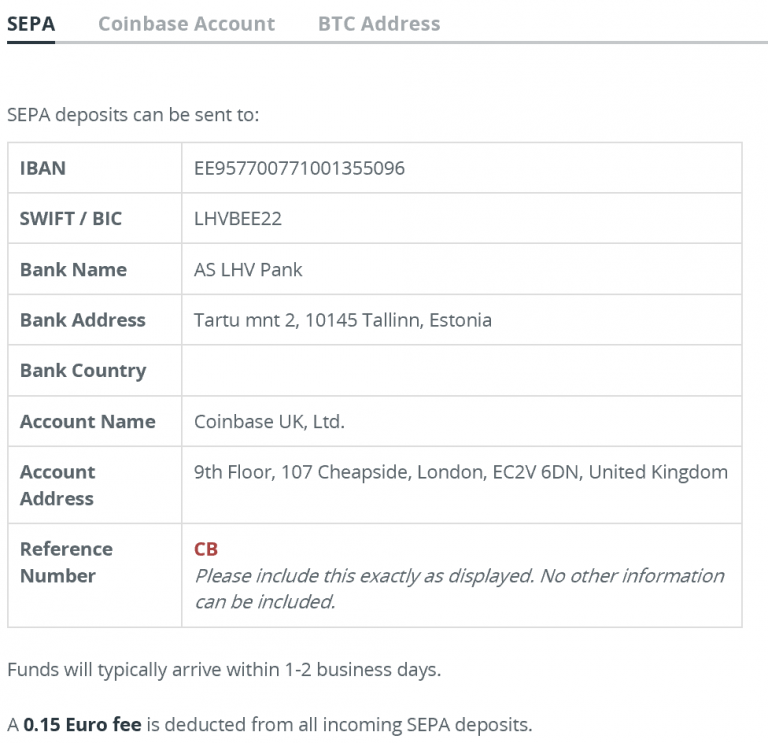 SEPA Coinbase Account BTC Address
SEPA deposits can be sent to:
IBAN EE957700771001355096
SWIFT / BIC LHVBEE22
Bank Name AS LHV Pank
Bank Address Tartu mnt 2, 10145 Tallinn, Estonia
Bank Country
Account Name Coinbase UK, Ltd.
Account 9th Floor, 107 Cheapside, London, EC2V 6DN, United Kingdom
Address
Reference CB
Number Please include this exactly as displayed. No other information
can be included.
Funds will typically arrive within 1-2 business days.
A 0.15 Euro fee is deducted from all incoming SEPA deposits.